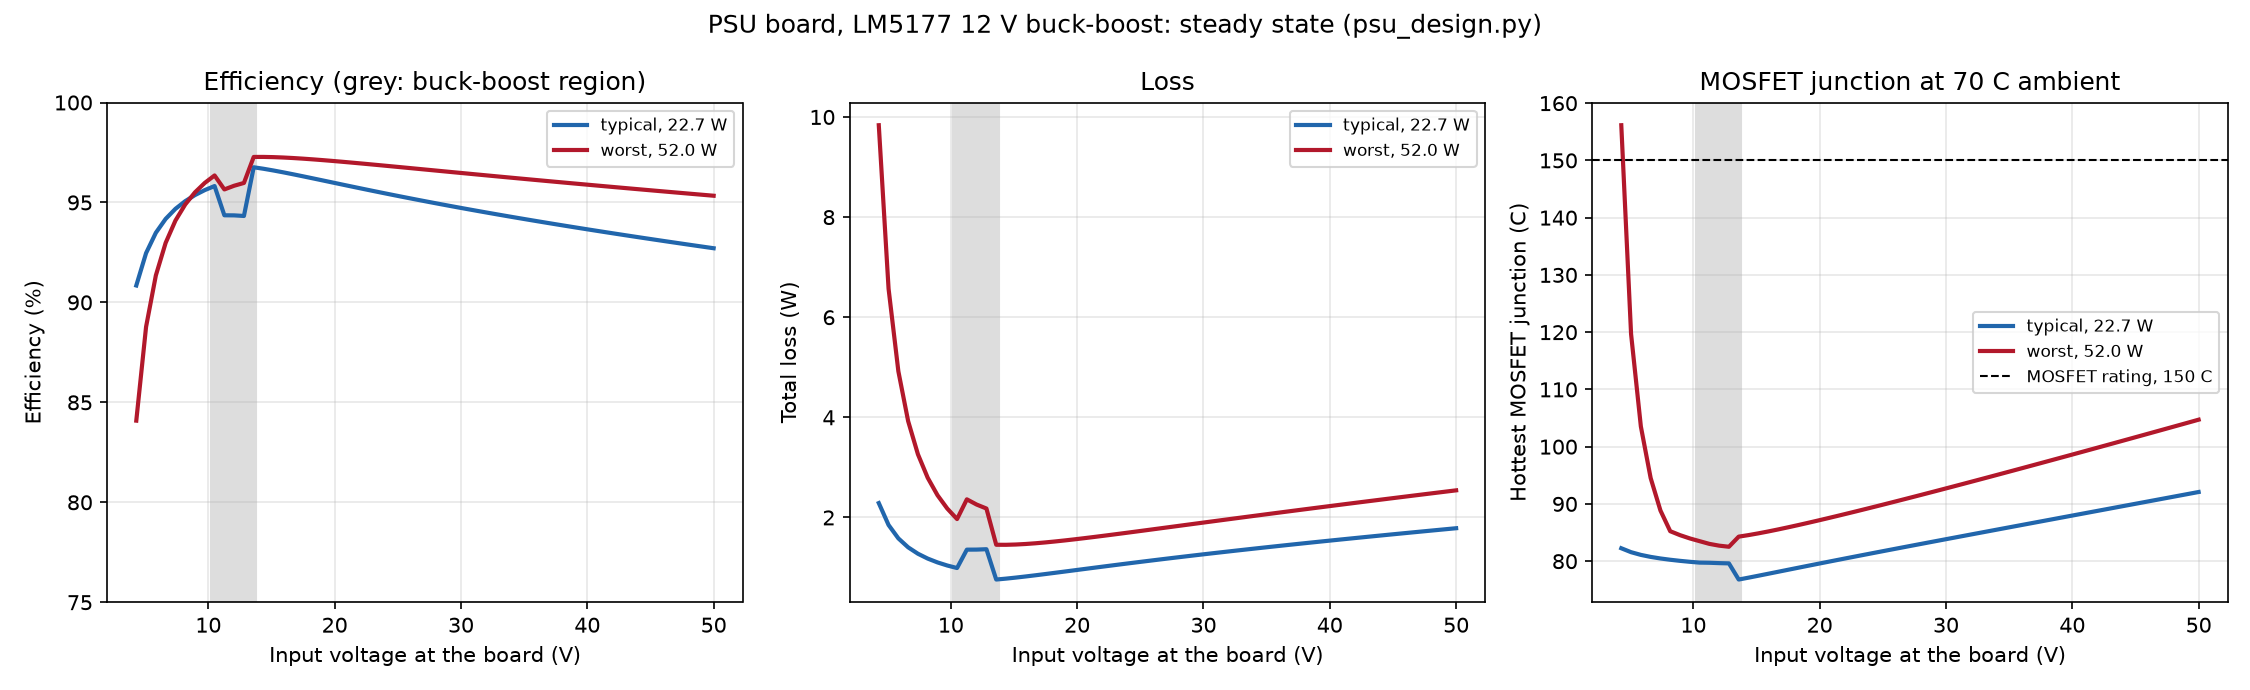 PSU board, LM5177 12 V buck-boost: steady state (psu_design.py)
Efficiency (grey: buck-boost region)
100
95
90
85
80
75
Efficiency (%)
typical, 22.7 W
worst, 52.0 W
10
20
30
40
50
Input voltage at the board (V)
Loss
10
8
6
4
2
Total loss (W)
typical, 22.7 W
worst, 52.0 W
10
20
30
40
50
Input voltage at the board (V)
MOSFET junction at 70 C ambient
160
150
140
130
120
110
100
90
80
Hottest MOSFET junction (C)
typical, 22.7 W
worst, 52.0 W
MOSFET rating, 150 C
10
20
30
40
50
Input voltage at the board (V)